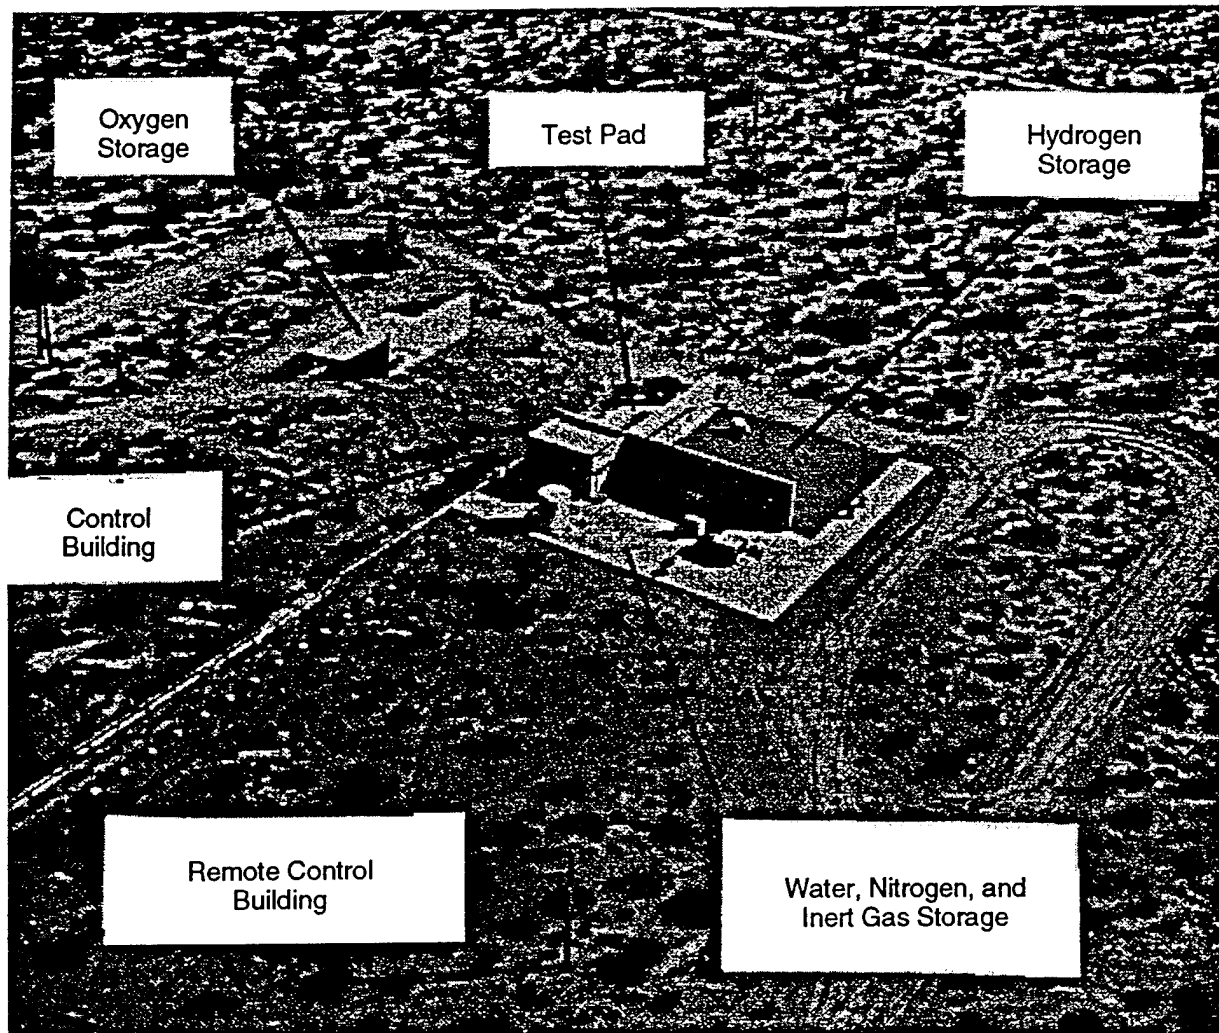 Oxygen
Storage
Test Pad
Hydrogen
Storage
Control
Building
Remote Control
Building
Water, Nitrogen, and
Inert Gas Storage